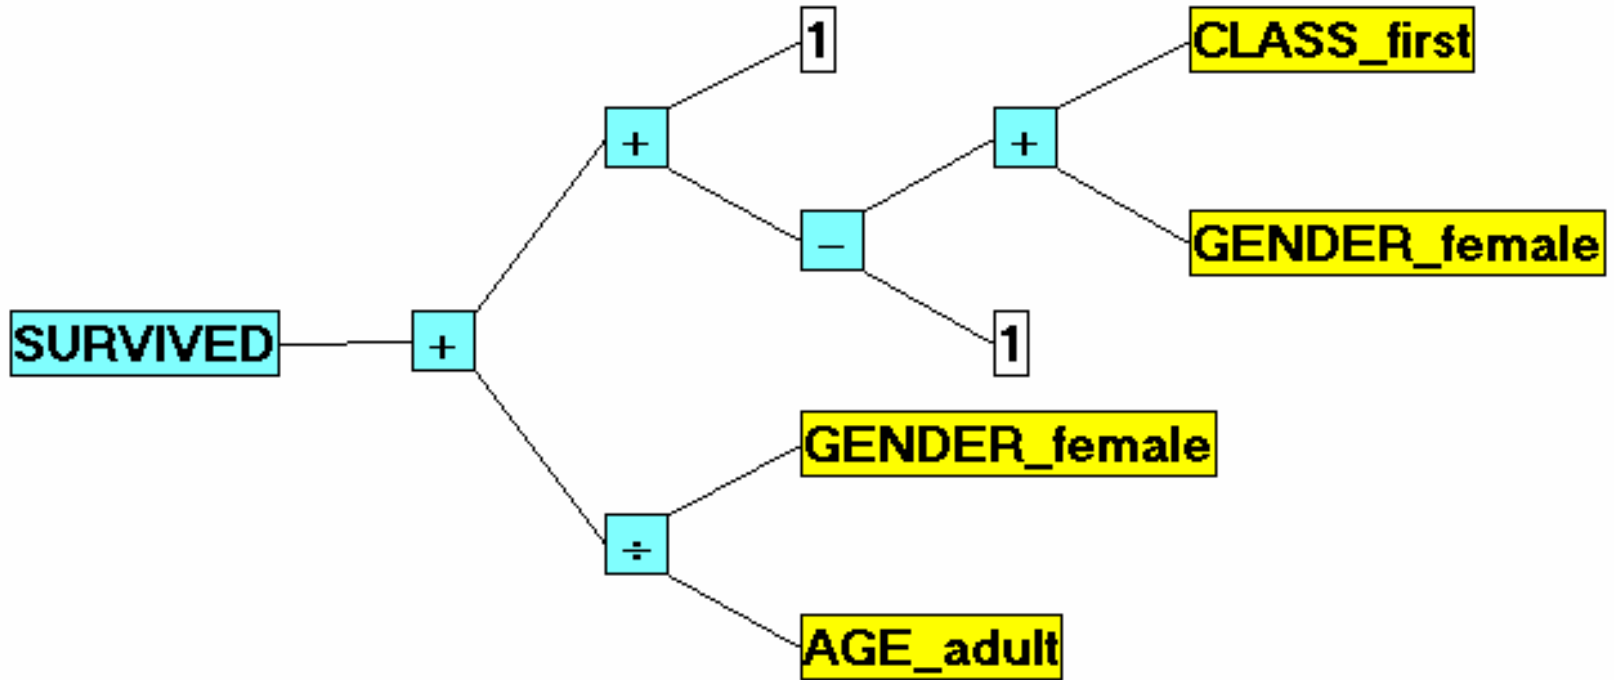 1
CLASS_first
+
+
−
GENDER_female
SURVIVED
+
1
GENDER_female
÷
AGE_adult